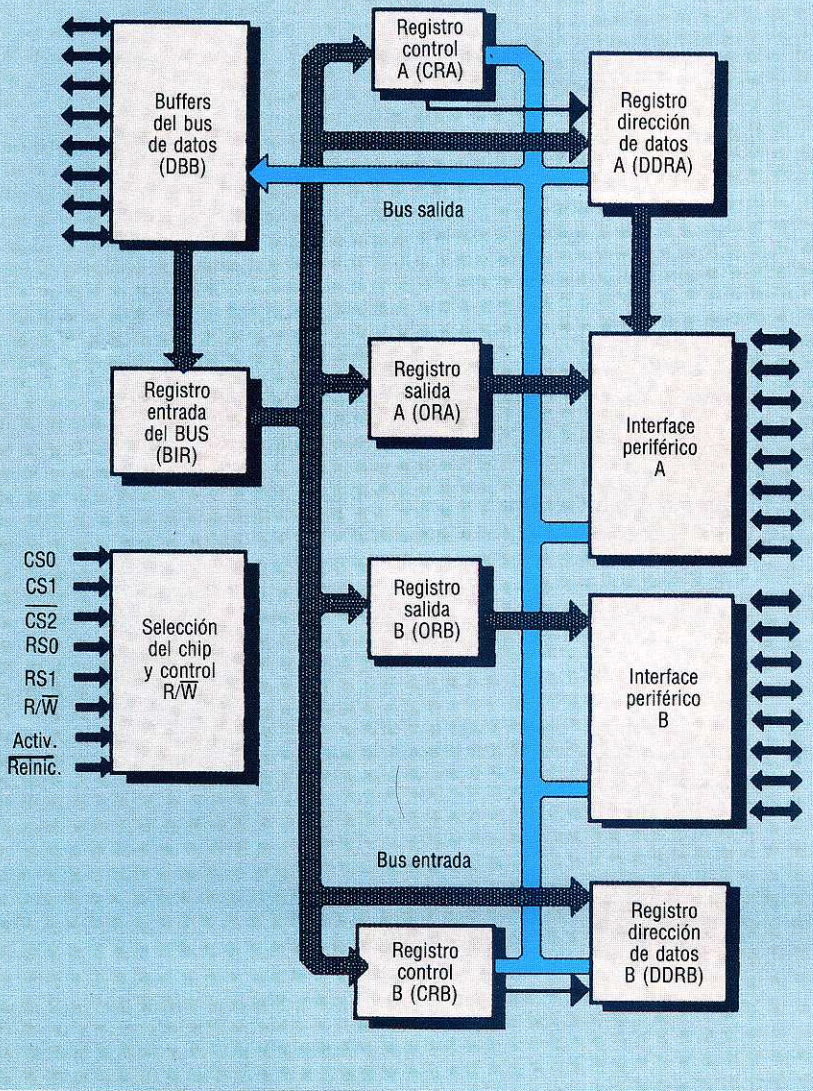 Registro
control
A (CRA)
Buffers
del bus
de datos
(DBB)
Registro
dirección
de datos
A (DDRA)
Bus salida
Registro
entrada
del BUS
(BIR)
Registro
salida
A (ORA)
Interface
periférico
A
CS0
CS1
C̅S̅2̅
RS0
RS1
R/W̅
Activ.
R̅e̅i̅n̅i̅c̅.
Selección
del chip
y control
R/W̅
Registro
salida
B (ORB)
Interface
periférico
B
Bus entrada
Registro
control
B (CRB)
Registro
dirección
de datos
B (DDRB)